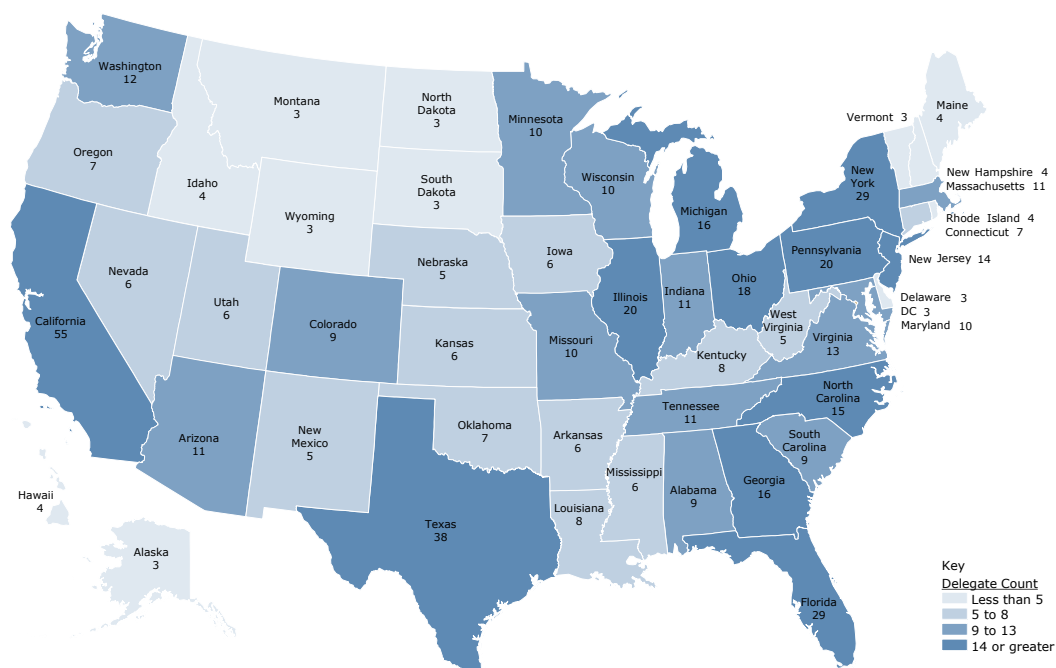 Washington
12
Oregon
7
California
55
Nevada
6
Idaho
4
Montana
3
Wyoming
3
Utah
6
Colorado
9
Arizona
11
New
Mexico
5
North
Dakota
3
South
Dakota
3
Nebraska
5
Kansas
6
Oklahoma
7
Texas
38
Minnesota
10
Iowa
6
Missouri
10
Arkansas
6
Louisiana
8
Wisconsin
10
Illinois
20
Michigan
16
Indiana
11
Ohio
18
Kentucky
8
Tennessee
11
Mississippi
6
Alabama
9
Georgia
16
Florida
29
South
Carolina
9
North
Carolina
15
Virginia
13
West
Virginia
5
Pennsylvania
20
New
York
29
Vermont 3
Maine
4
New Hampshire 4
Massachusetts 11
Rhode Island 4
Connecticut 7
New Jersey 14
Delaware 3
DC 3
Maryland 10
Hawaii
4
Alaska
3
Key
Delegate Count
Less than 5
5 to 8
9 to 13
14 or greater